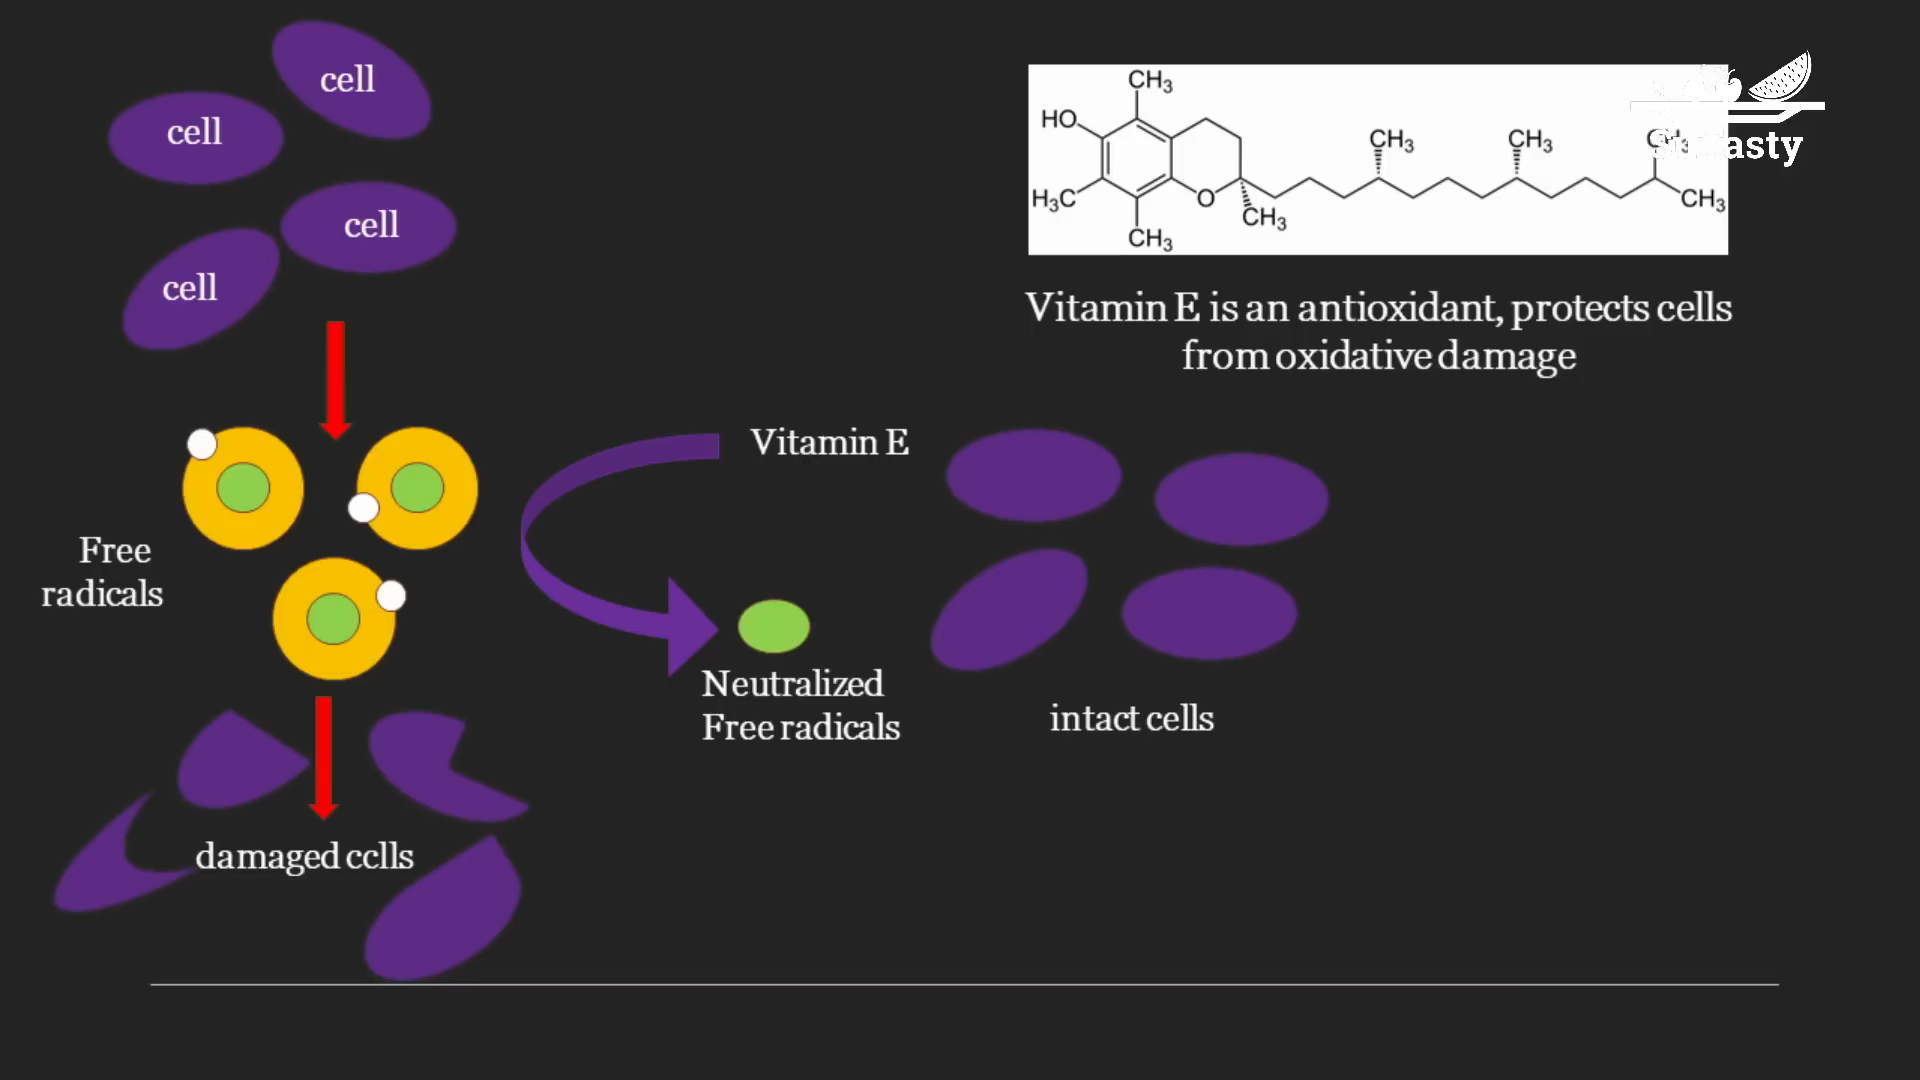 cell
cell
cell
cell
CH₃
HO
CH₃
CH₃
H₃C
O
CH₃
CH₃
CH₃
Vitamin E is an antioxidant, protects cells
from oxidative damage
Vitamin E
Free
radicals
Neutralized
Free radicals
intact cells
damaged cclls